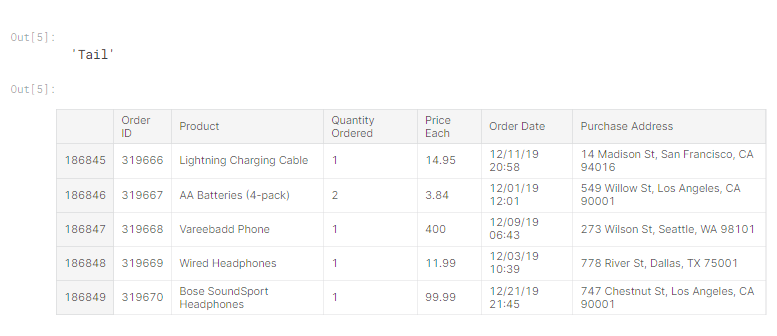 Out[5]:
'Tail'
Out[5]:
Order ID Product Quantity Ordered Price Each Order Date Purchase Address
186845 319666 Lightning Charging Cable 1 14.95 12/11/19 20:58 14 Madison St, San Francisco, CA 94016
186846 319667 AA Batteries (4-pack) 2 3.84 12/01/19 12:01 549 Willow St, Los Angeles, CA 90001
186847 319668 Vareebadd Phone 1 400 12/09/19 06:43 273 Wilson St, Seattle, WA 98101
186848 319669 Wired Headphones 1 11.99 12/03/19 10:39 778 River St, Dallas, TX 75001
186849 319670 Bose SoundSport Headphones 1 99.99 12/21/19 21:45 747 Chestnut St, Los Angeles, CA 90001